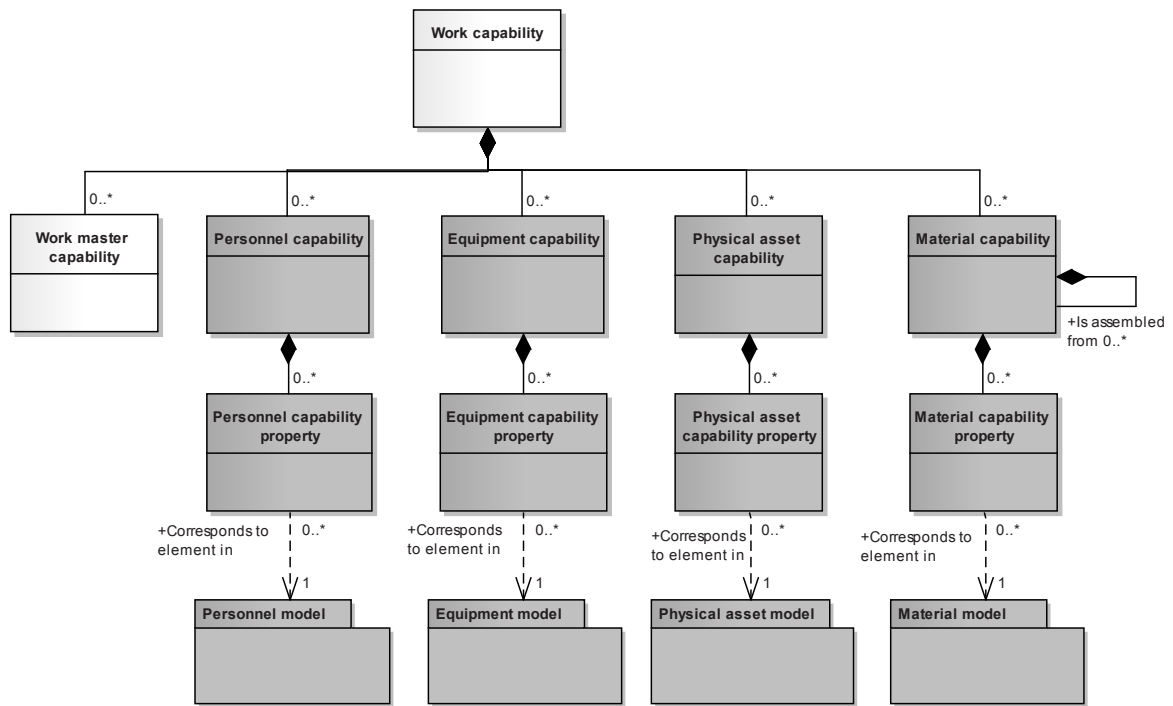 Work capability
0..*
0..*
0..*
0..*
0..*
Work master
capability
Personnel capability
Equipment capability
Physical asset
capability
Material capability
+Is assembled
from 0..*
0..*
0..*
0..*
0..*
Personnel capability
property
Equipment capability
property
Physical asset
capability property
Material capability
property
+Corresponds to
element in
0..*
+Corresponds
to element in
0..*
+Corresponds
to element in
0..*
+Corresponds to
element in
0..*
1
1
1
1
Personnel model
Equipment model
Physical asset model
Material model